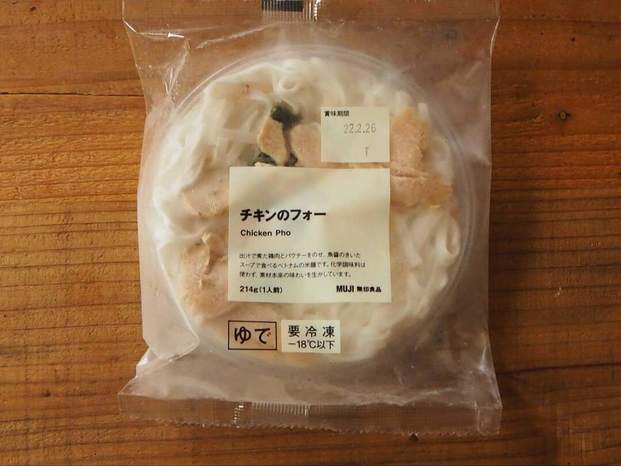 賞味期限
22.2.26
T
チキンのフォー
Chicken Pho
出汁で煮た鶏肉とパクチーをのせ、魚醤のきいた
スープで食べるベトナムの米麺です。化学調味料は
使わず、素材本来の味わいを生かしています。
214g(1人前)
MUJI 無印良品
ゆで
要冷凍
-18℃以下